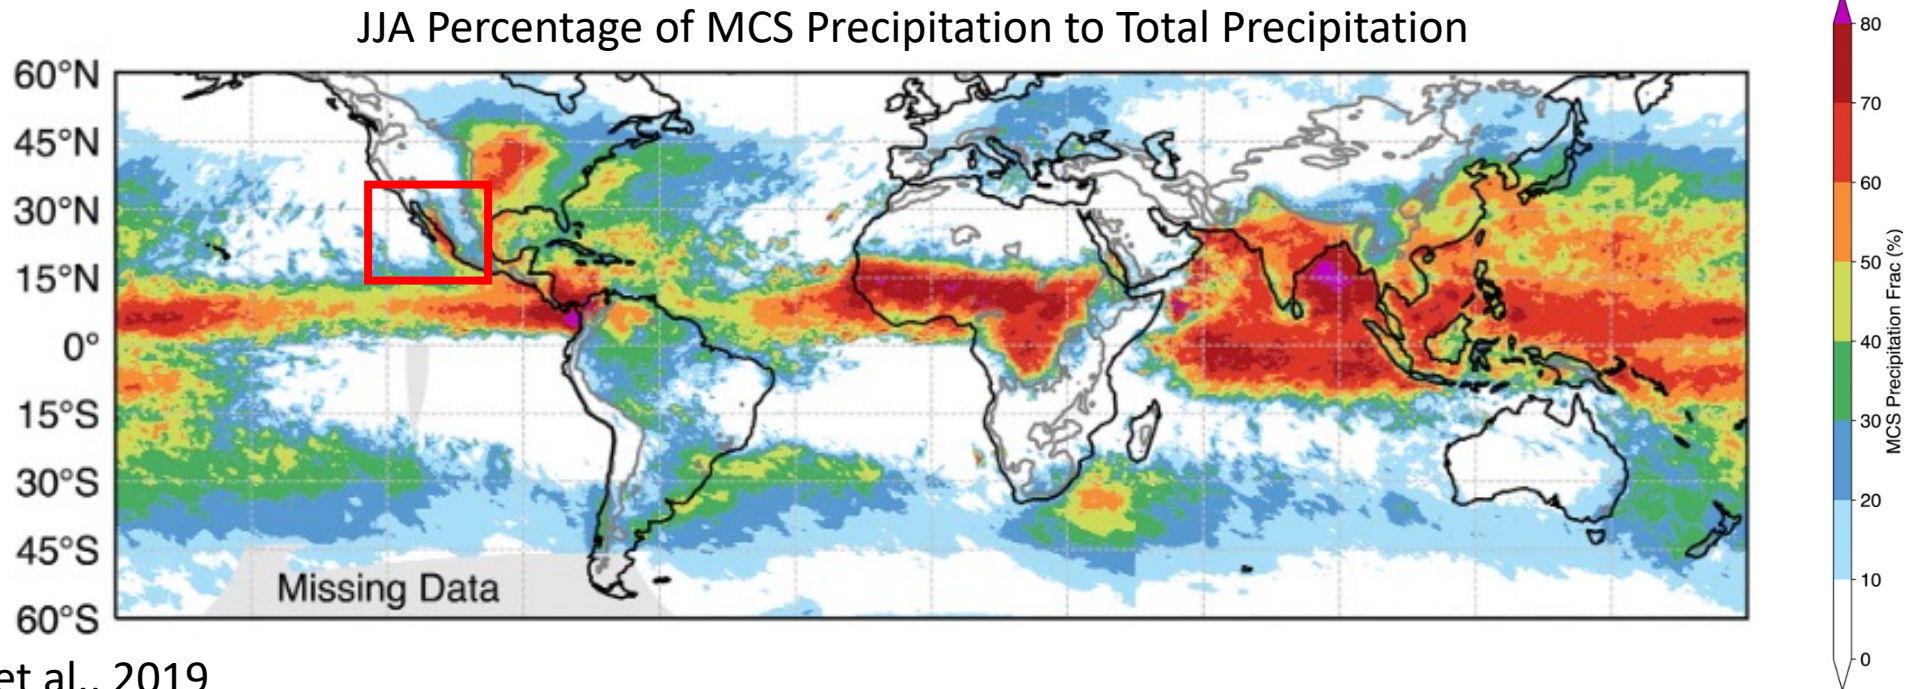 JJA Percentage of MCS Precipitation to Total Precipitation
60°N
45°N
30°N
15°N
0°
15°S
30°S
45°S
60°S
Missing Data
80
70
60
50
40
30
20
10
0
MCS Precipitation Frac (%)
et al., 2019